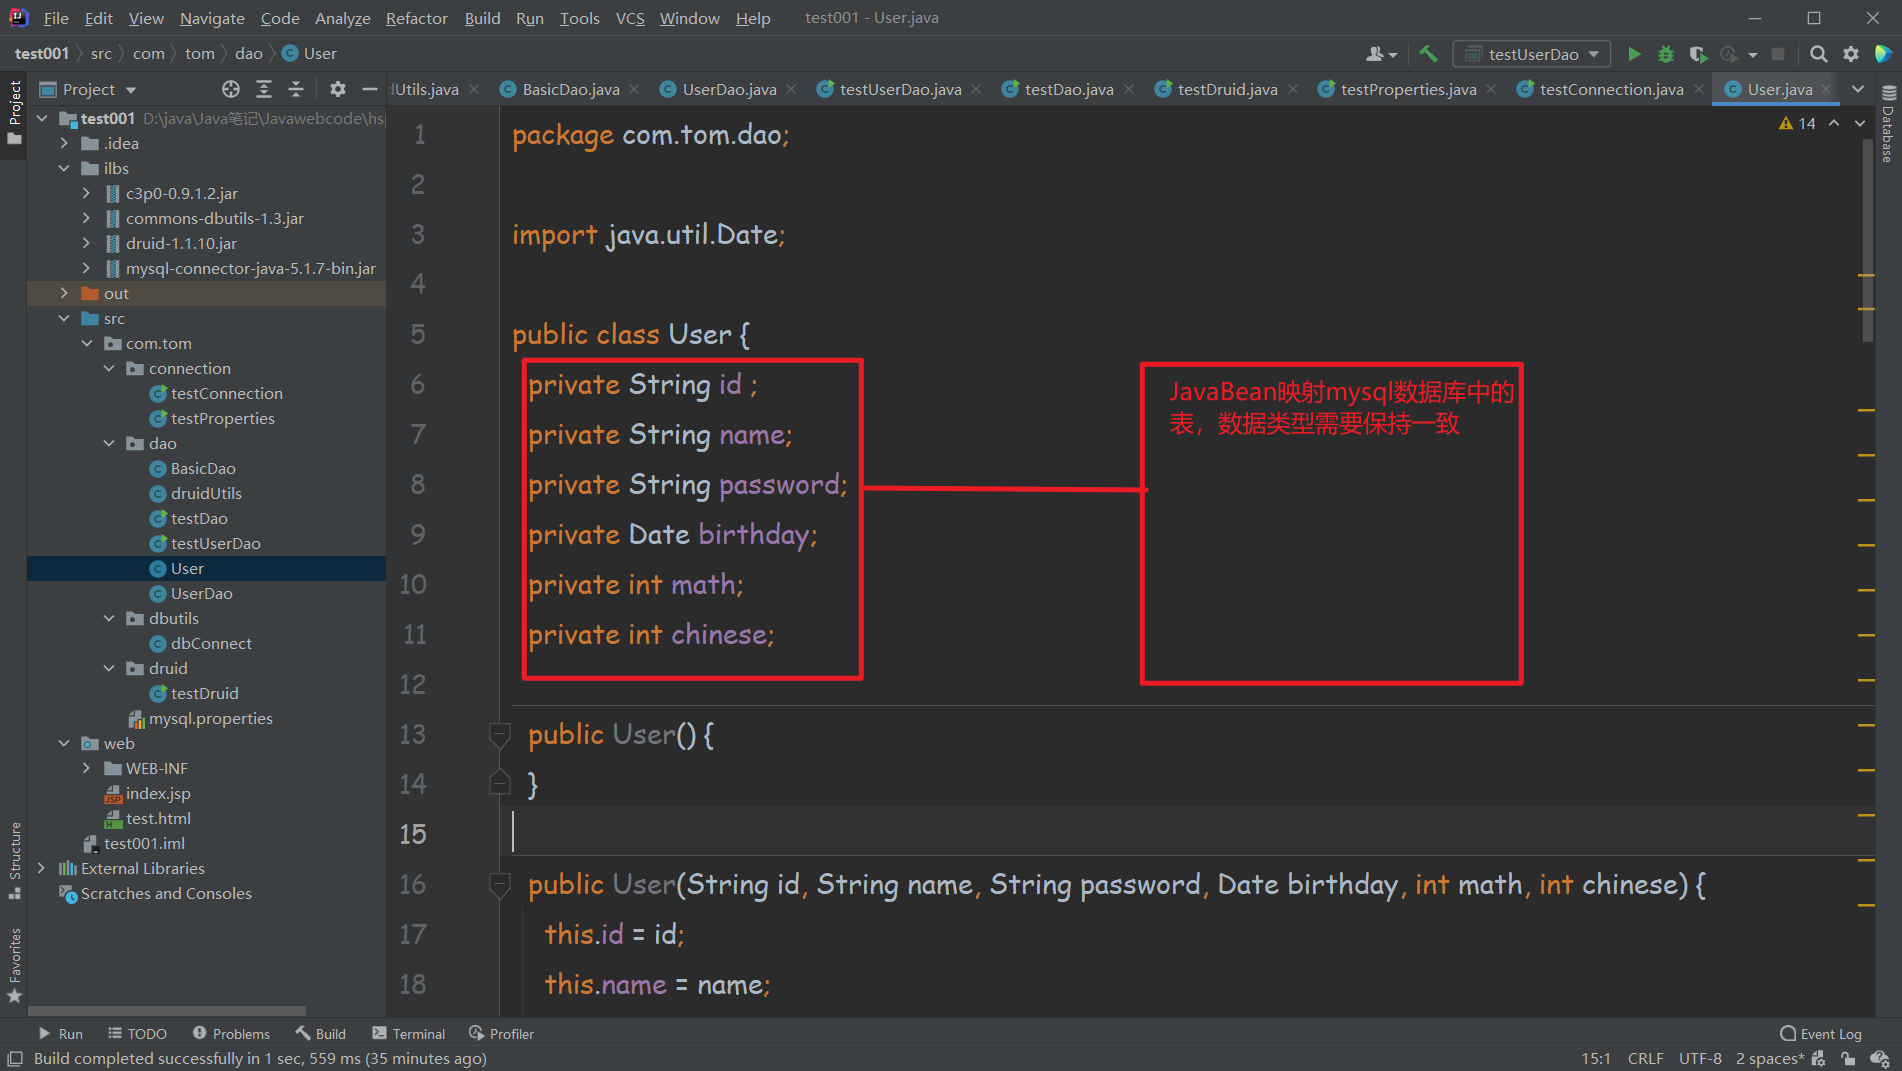 File Edit View Navigate Code Analyze Refactor Build Run Tools VCS Window Help test001 - User.java
test001 src com tom dao User
testUserDao
Project
Utils.java BasicDao.java UserDao.java testUserDao.java testDao.java testDruid.java testProperties.java testConnection.java User.java
Project
Structure
Favorites
Database
test001 D:\java\Java笔记\Javawebcode\hsp
.idea
ilbs
c3p0-0.9.1.2.jar
commons-dbutils-1.3.jar
druid-1.1.10.jar
mysql-connector-java-5.1.7-bin.jar
out
src
com.tom
connection
testConnection
testProperties
dao
BasicDao
druidUtils
testDao
testUserDao
User
UserDao
dbutils
dbConnect
druid
testDruid
mysql.properties
web
WEB-INF
index.jsp
test.html
test001.iml
External Libraries
Scratches and Consoles
14
1 package com.tom.dao;
2
3 import java.util.Date;
4
5 public class User {
6 private String id ;
7 private String name;
8 private String password;
9 private Date birthday;
10 private int math;
11 private int chinese;
12
13 public User() {
14 }
15
16 public User(String id, String name, String password, Date birthday, int math, int chinese) {
17 this.id = id;
18 this.name = name;
JavaBean映射mysql数据库中的
表，数据类型需要保持一致
Run TODO Problems Build Terminal Profiler Event Log
Build completed successfully in 1 sec, 559 ms (35 minutes ago) 15:1 CRLF UTF-8 2 spaces*